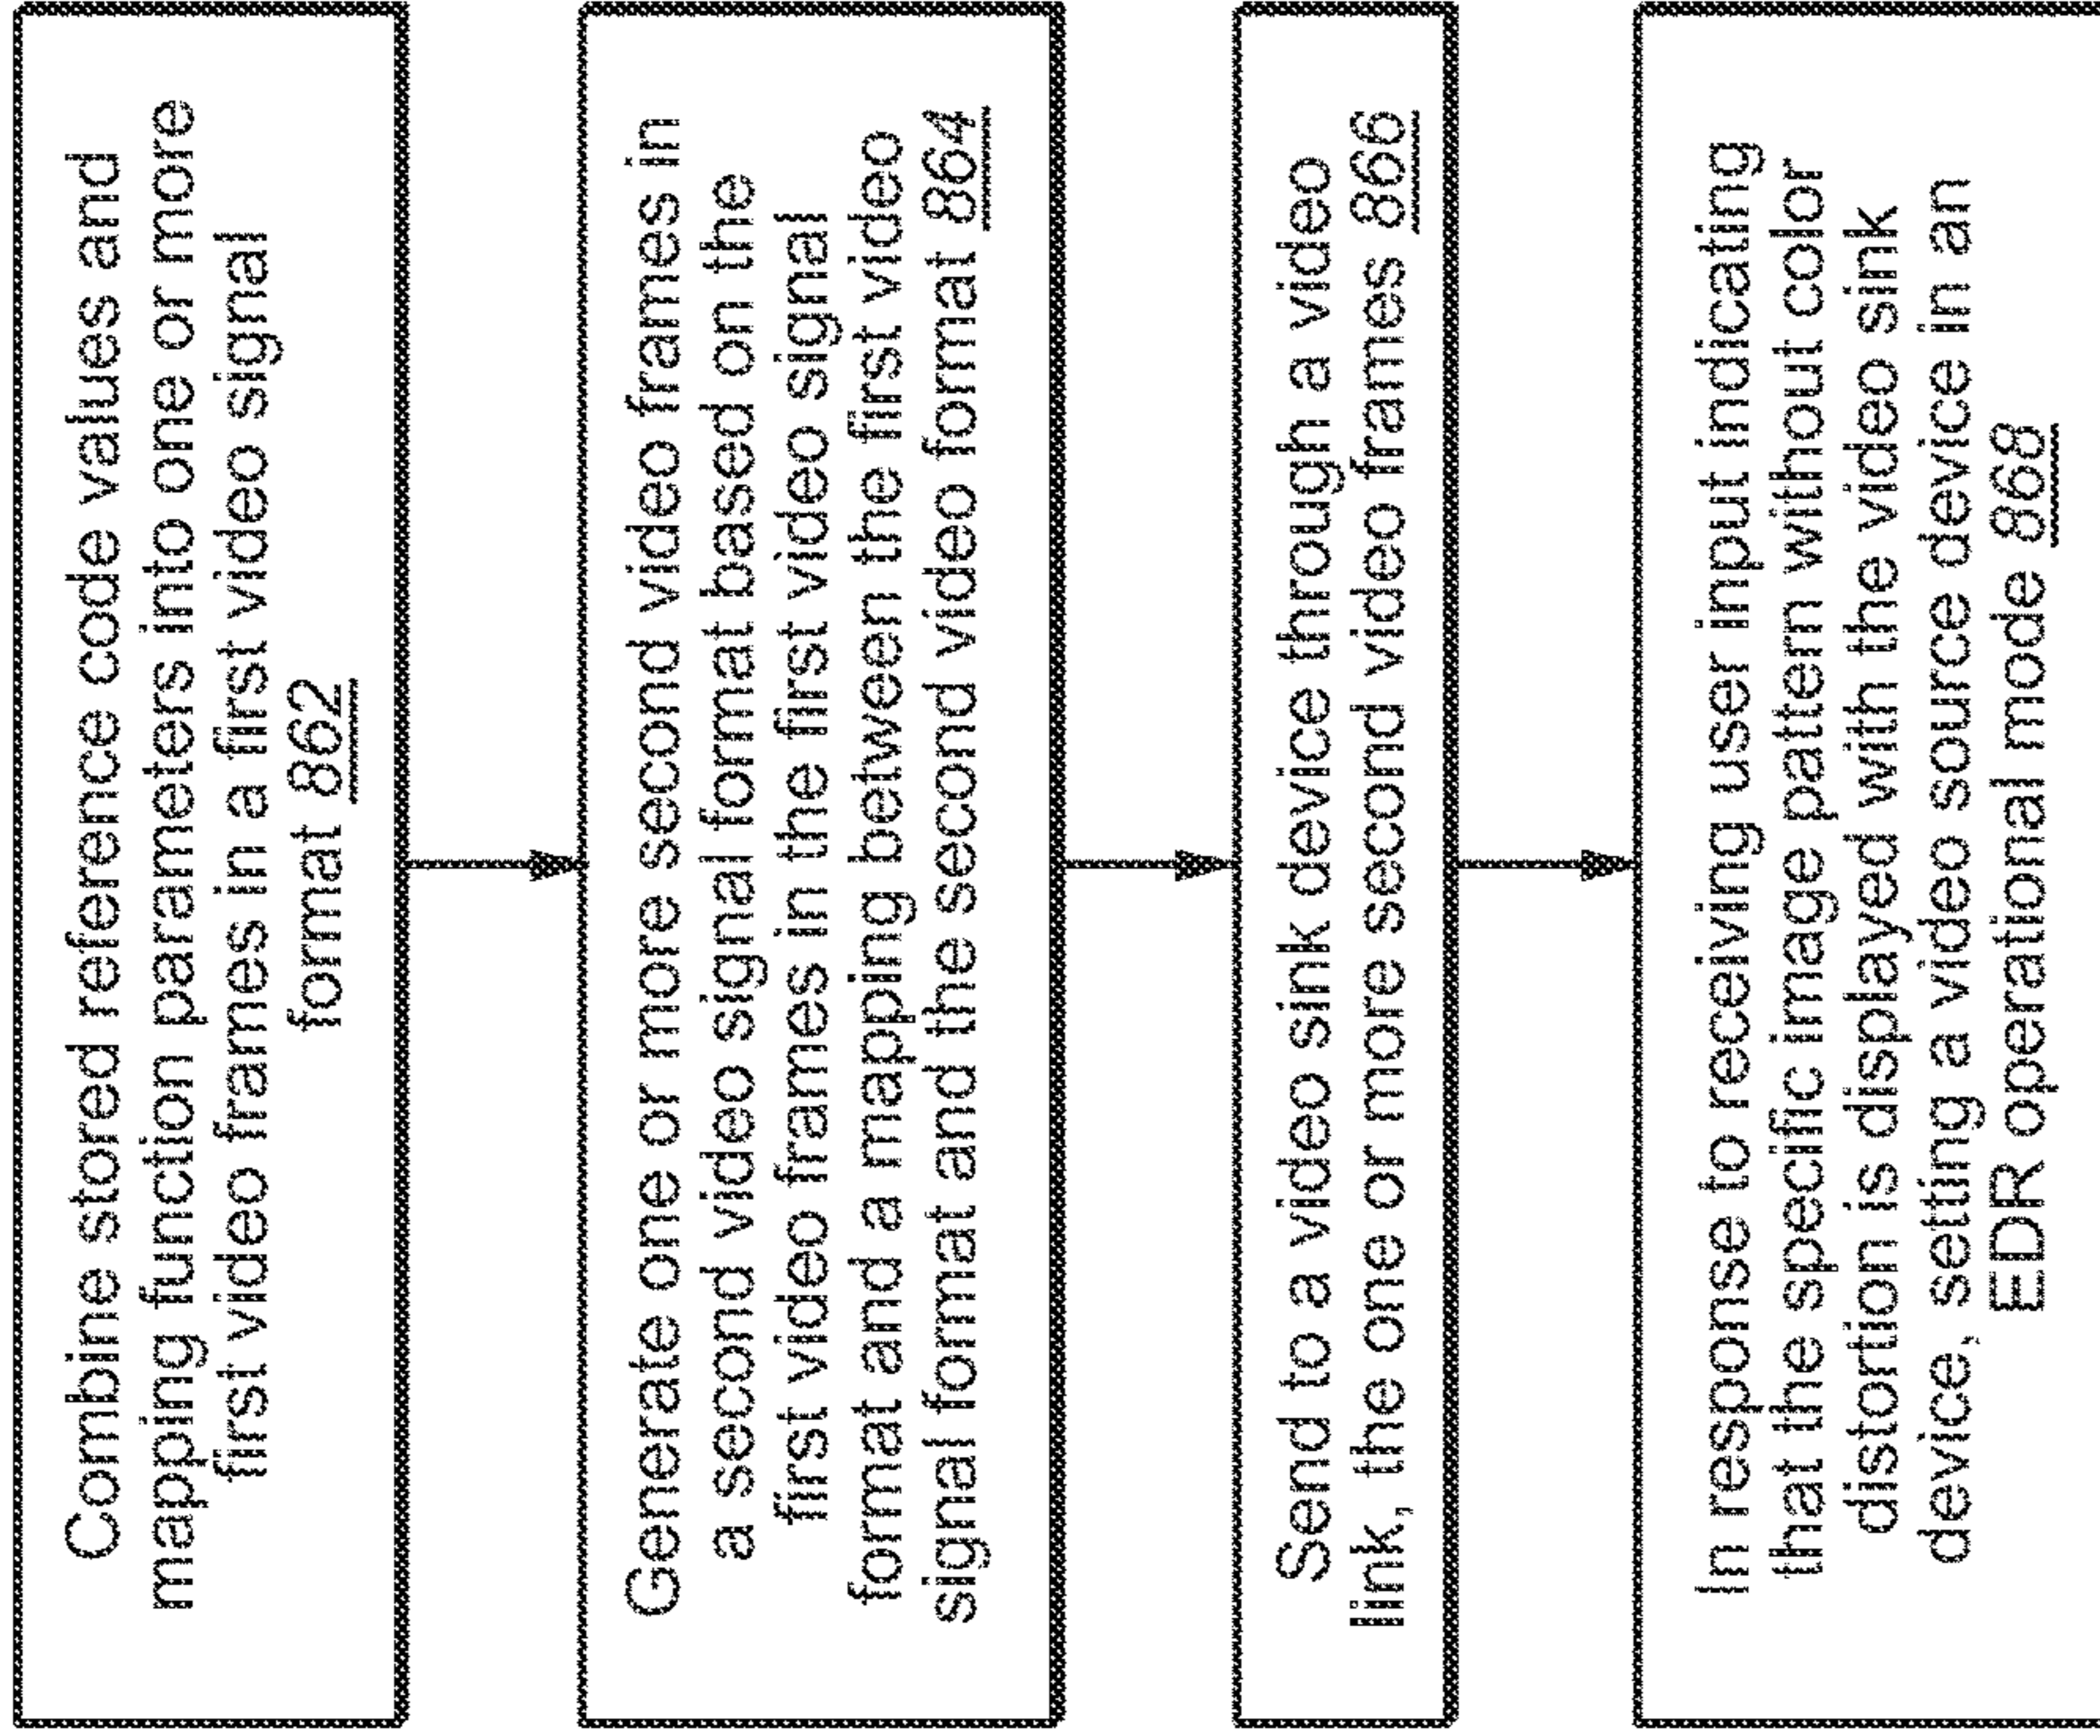 Combine stored reference code values and
mapping function parameters into one or more
first video frames in a first video signal
format 862
Generate one or more second video frames in
a second video signal format based on the
first video frames in the first video signal
format and a mapping between the first video
signal format and the second video format 864
Send to a video sink device through a video
link, the one or more second video frames 866
In response to receiving user input indicating
that the specific image pattern without color
distortion is displayed with the video sink
device, setting a video source device in an
EDR operational mode 868